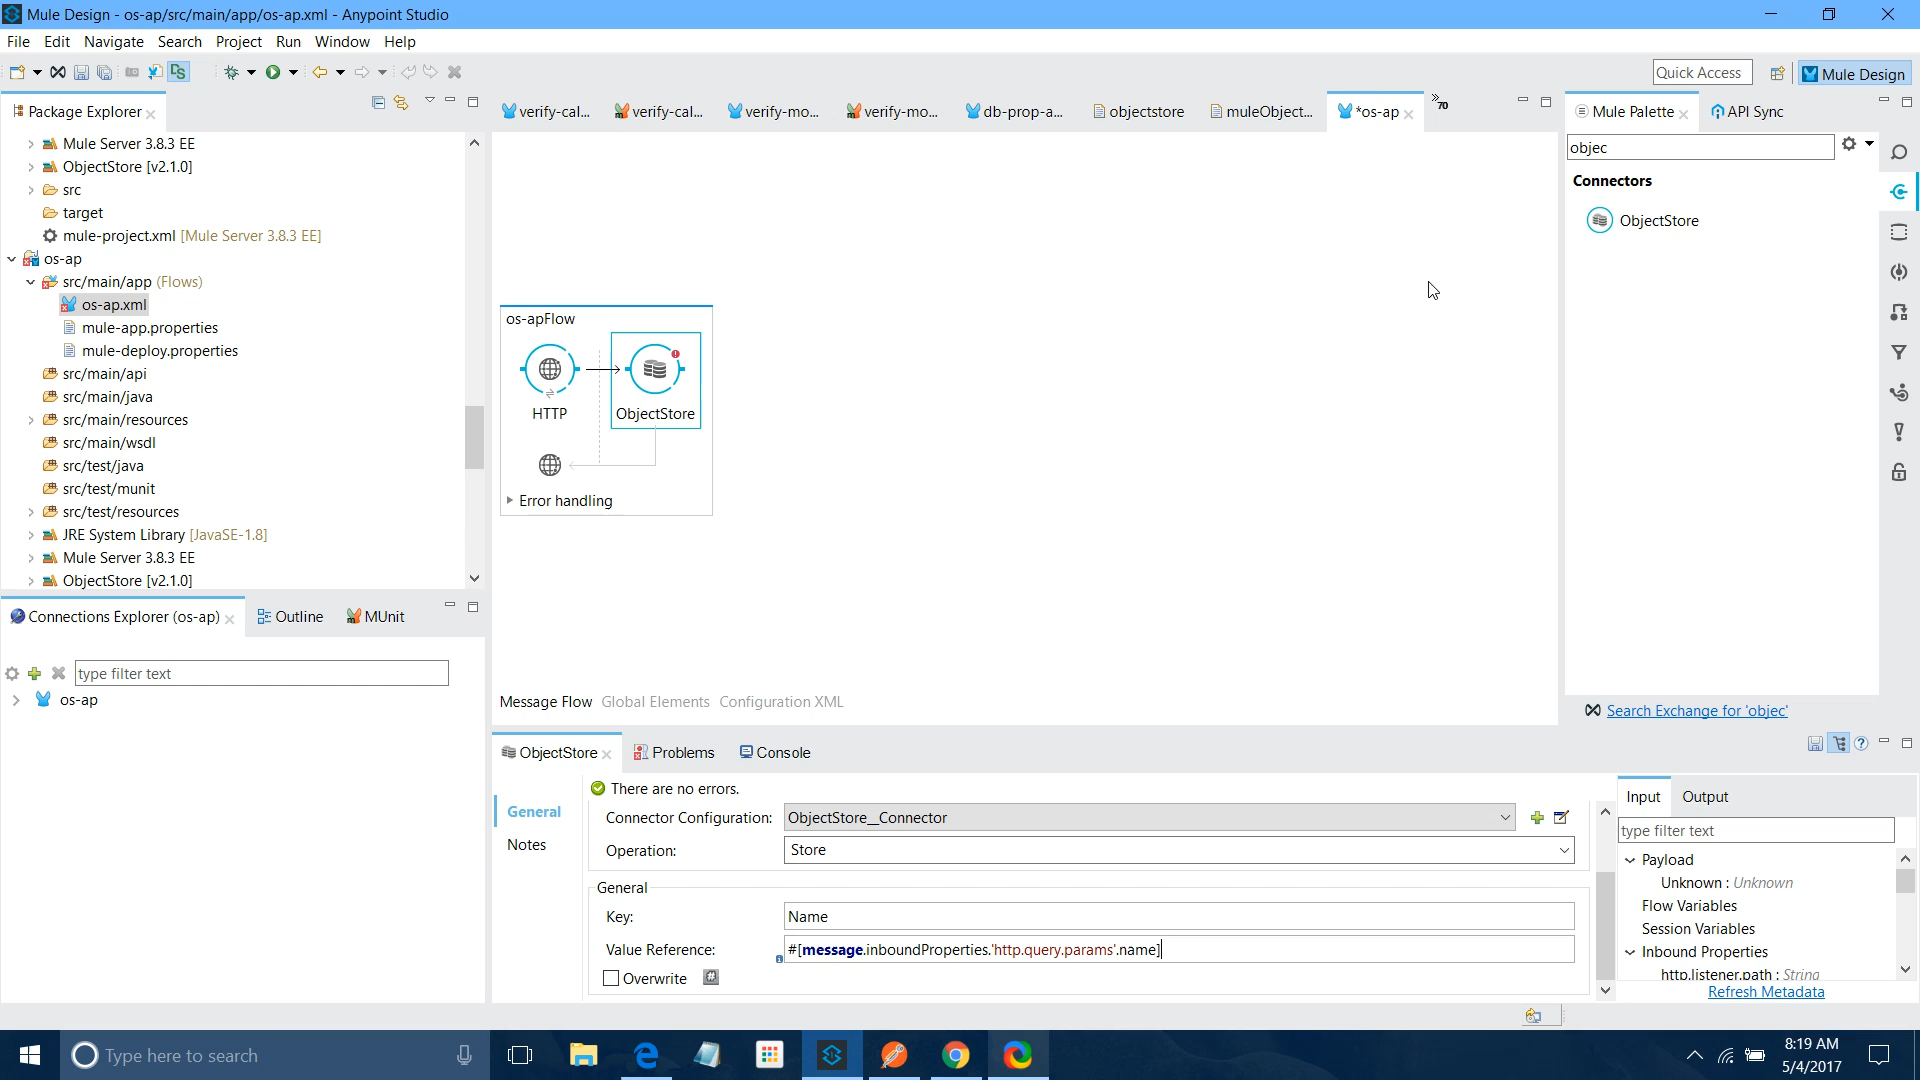 Mule Design - os-ap/src/main/app/os-ap.xml - Anypoint Studio
File Edit Navigate Search Project Run Window Help
Quick Access
Mule Design
Package Explorer
verify-cal...
verify-cal...
verify-mo...
verify-mo...
db-prop-a...
objectstore
muleObject...
*os-ap
»70
Mule Palette
API Sync
Mule Server 3.8.3 EE
ObjectStore [v2.1.0]
src
target
mule-project.xml [Mule Server 3.8.3 EE]
os-ap
src/main/app (Flows)
os-ap.xml
mule-app.properties
mule-deploy.properties
src/main/api
src/main/java
src/main/resources
src/main/wsdl
src/test/java
src/test/munit
src/test/resources
JRE System Library [JavaSE-1.8]
Mule Server 3.8.3 EE
ObjectStore [v2.1.0]
os-apFlow
HTTP
ObjectStore
Error handling
objec
Connectors
ObjectStore
Search Exchange for 'objec'
Message Flow Global Elements Configuration XML
Connections Explorer (os-ap)
Outline
MUnit
type filter text
os-ap
ObjectStore
Problems
Console
General
Notes
There are no errors.
Connector Configuration: ObjectStore__Connector
Operation: Store
General
Key: Name
Value Reference: #[message.inboundProperties.'http.query.params'.name]
Overwrite
Input
Output
type filter text
Payload
Unknown : Unknown
Flow Variables
Session Variables
Inbound Properties
http.listener.path : String
Refresh Metadata
Type here to search
8:19 AM
5/4/2017